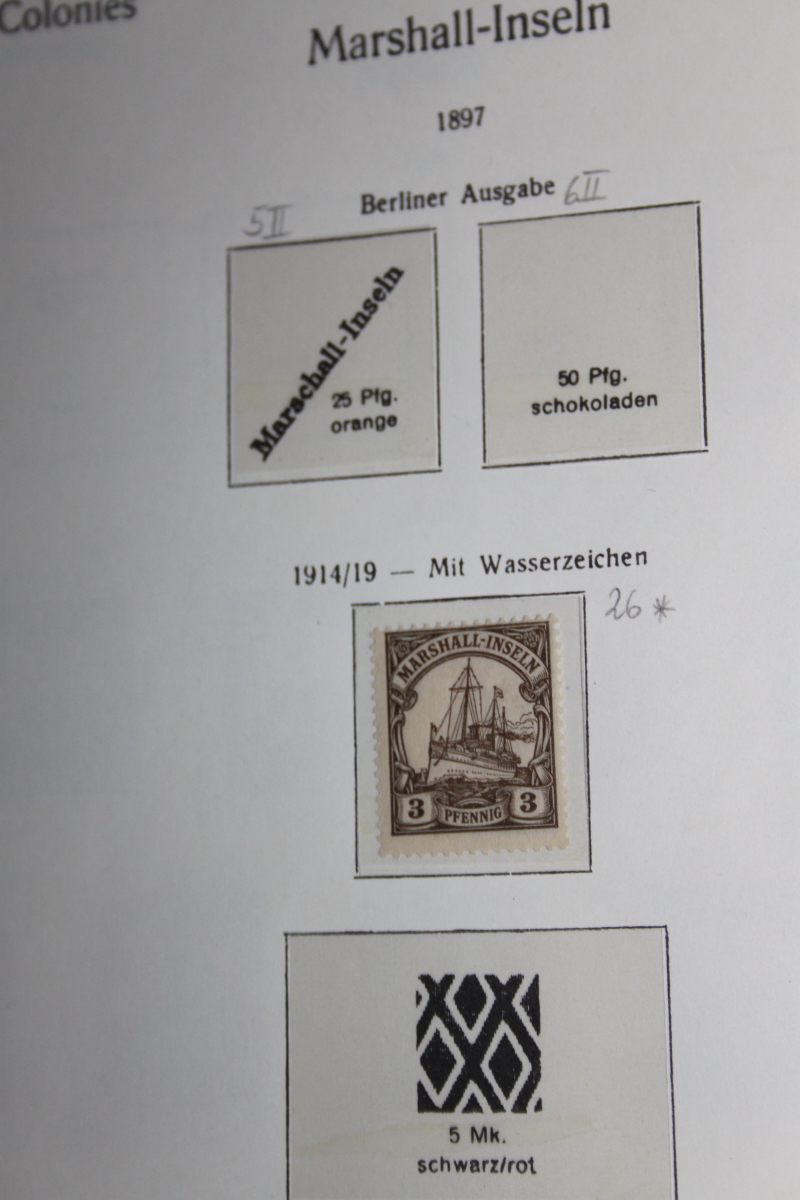 Colonies
Marshall-Inseln
1897
Berliner Ausgabe
5II
6II
Marschall-Inseln
25 Pfg.
orange
50 Pfg.
schokoladen
1914/19 — Mit Wasserzeichen
26 *
MARSHALL-INSELN
3 PFENNIG 3
5 Mk.
schwarz/rot